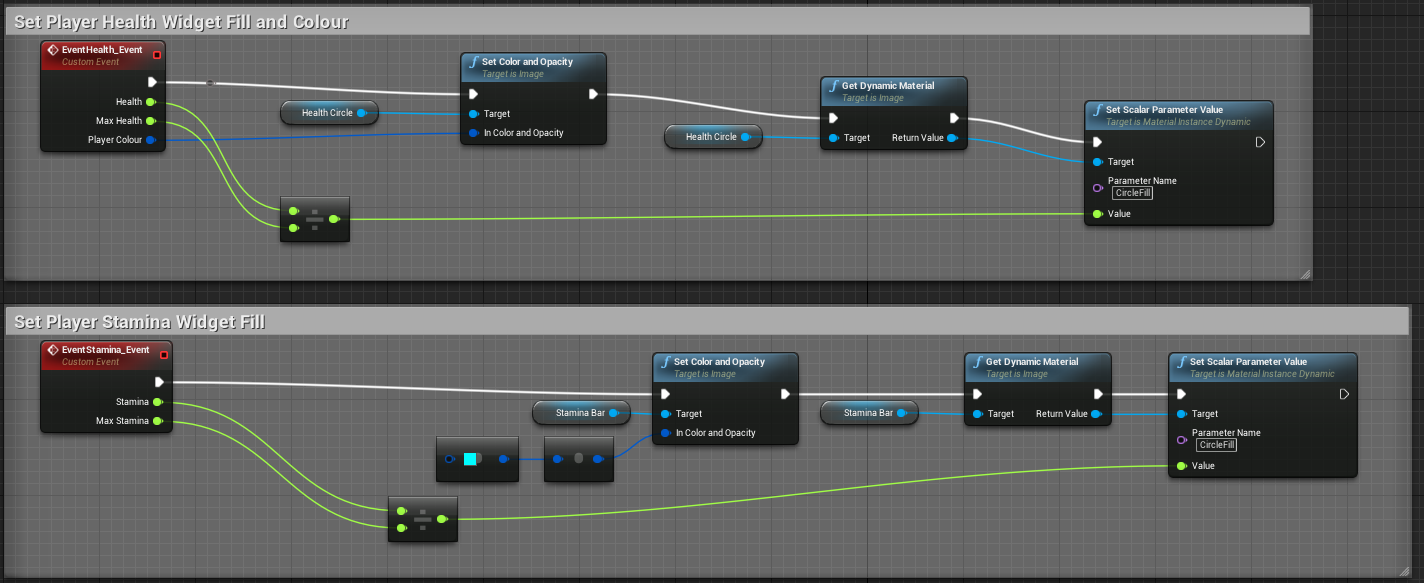 Set Player Health Widget Fill and Colour
EventHealth_Event
Custom Event
Health
Max Health
Player Colour
Health Circle
Set Color and Opacity
Target is Image
Target
In Color and Opacity
Health Circle
Get Dynamic Material
Target is Image
Target Return Value
Set Scalar Parameter Value
Target is Material Instance Dynamic
Target
Parameter Name
CircleFill
Value
Set Player Stamina Widget Fill
EventStamina_Event
Custom Event
Stamina
Max Stamina
Stamina Bar
Set Color and Opacity
Target is Image
Target
In Color and Opacity
Stamina Bar
Get Dynamic Material
Target is Image
Target Return Value
Set Scalar Parameter Value
Target is Material Instance Dynamic
Target
Parameter Name
CircleFill
Value